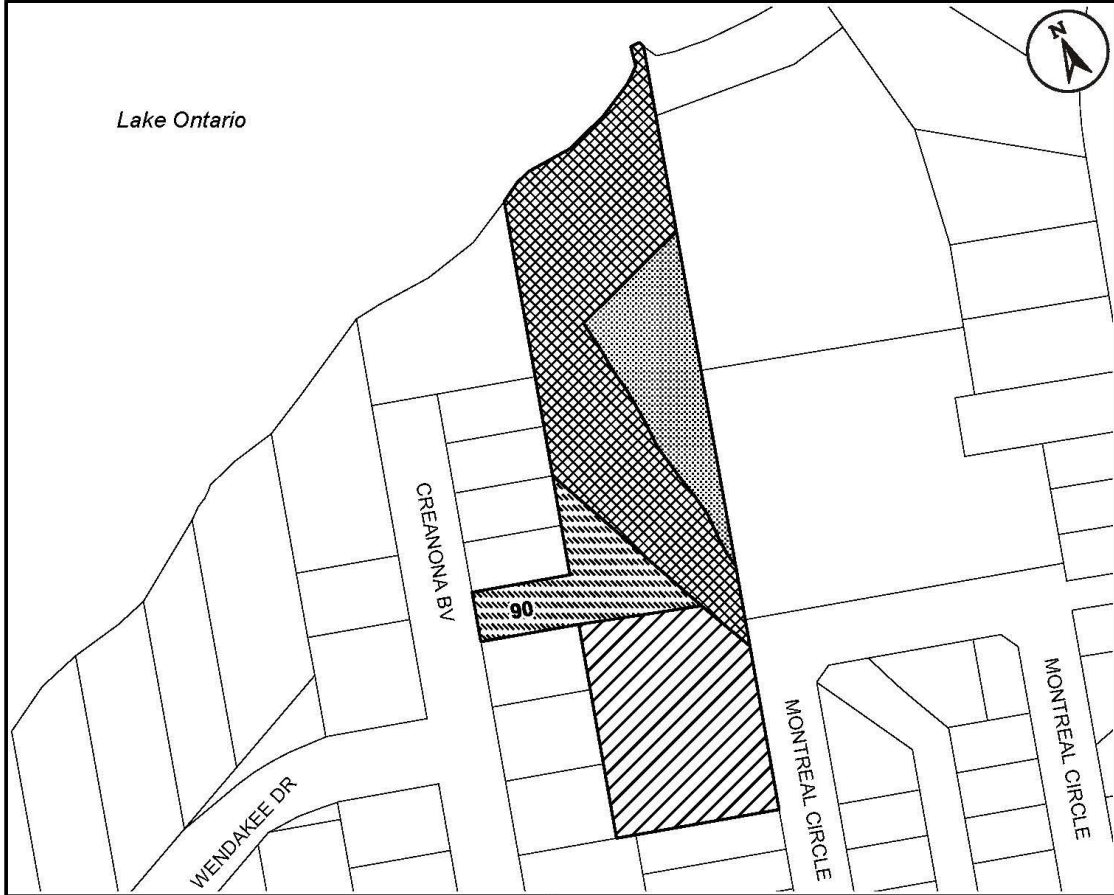 N
Lake Ontario
CREANONA BV
90
WENDAKEE DR
MONTREAL CIRCLE
MONTREAL CIRCLE